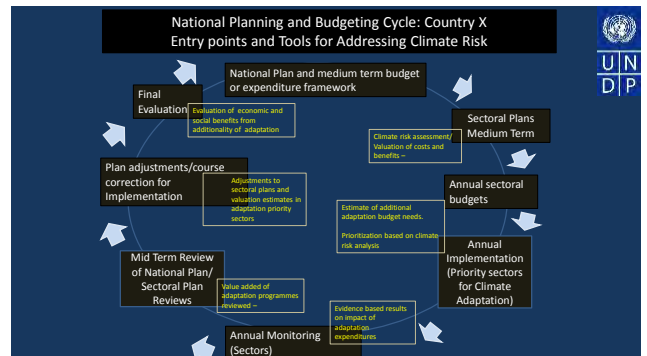 National Planning and Budgeting Cycle: Country X
Entry points and Tools for Addressing Climate Risk
U N
D P
National Plan and medium term budget
or expenditure framework
Final
Evaluation
Evaluation of economic and
social benefits from
additionality of adaptation
Sectoral Plans
Medium Term
Climate risk assessment/
Valuation of costs and
benefits –
Plan adjustments/course
correction for
Implementation
Adjustments to
sectoral plans and
valuation estimates in
adaptation priority
sectors
Annual sectoral
budgets
Estimate of additional
adaptation budget needs.
Prioritization based on climate
risk analysis
Annual
Implementation
(Priority sectors
for Climate
Adaptation)
Mid Term Review
of National Plan/
Sectoral Plan
Reviews
Value added of
adaptation programmes
reviewed –
Evidence based results
on impact of
adaptation
expenditures
Annual Monitoring
(Sectors)